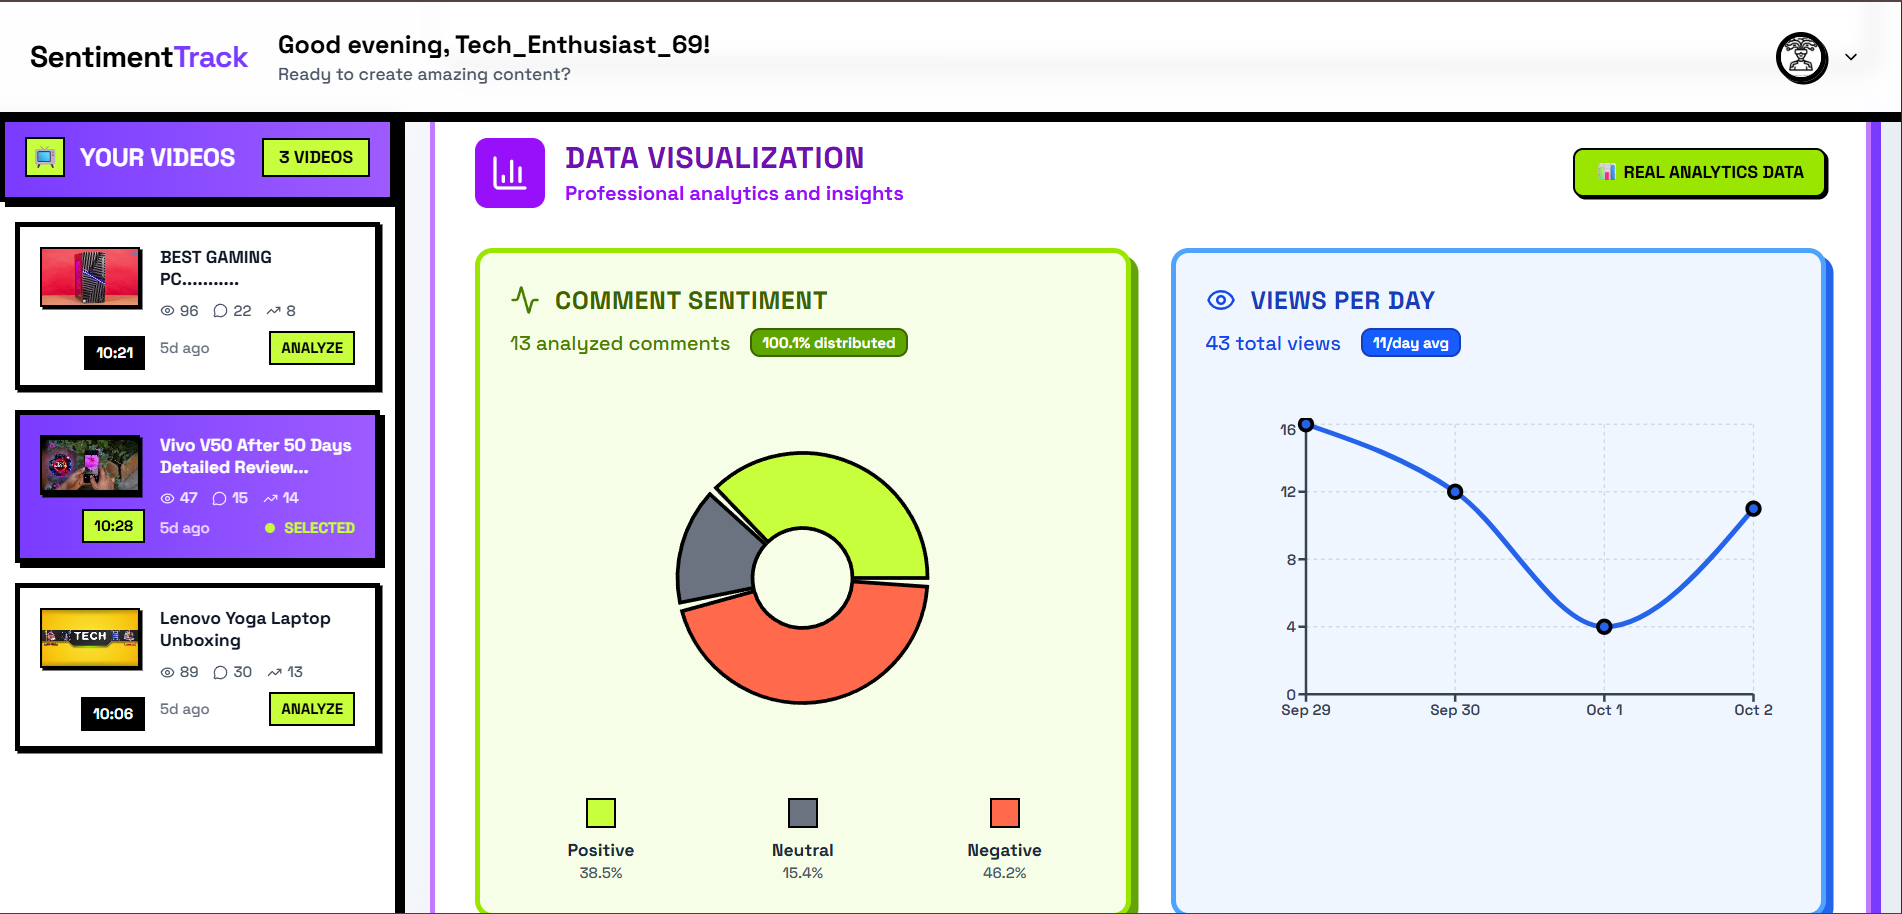 SentimentTrack
Good evening, Tech_Enthusiast_69!
Ready to create amazing content?
YOUR VIDEOS
3 VIDEOS
BEST GAMING
PC...........
96 22 8
10:21
5d ago
ANALYZE
Vivo V50 After 50 Days
Detailed Review...
47 15 14
10:28
5d ago
SELECTED
TECH
Lenovo Yoga Laptop
Unboxing
89 30 13
10:06
5d ago
ANALYZE
DATA VISUALIZATION
Professional analytics and insights
REAL ANALYTICS DATA
COMMENT SENTIMENT
13 analyzed comments
100.1% distributed
Positive
38.5%
Neutral
15.4%
Negative
46.2%
VIEWS PER DAY
43 total views
11/day avg
16
12
8
4
0
Sep 29 Sep 30 Oct 1 Oct 2